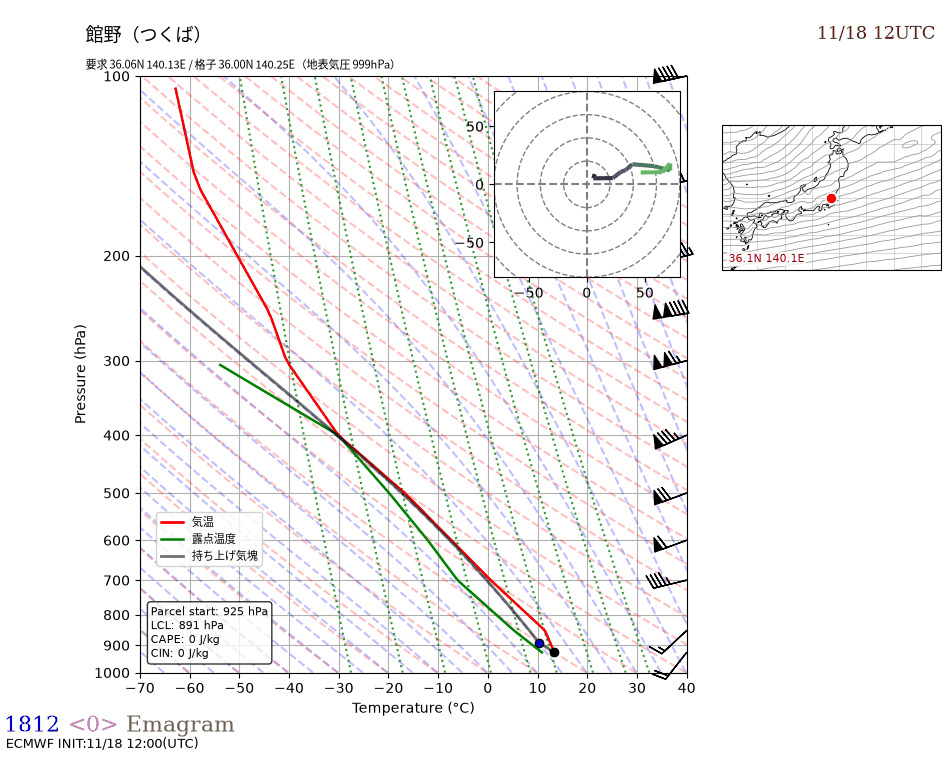 館野（つくば）
11/18 12UTC
要求 36.06N 140.13E / 格子 36.00N 140.25E（地表気圧 999hPa）
100
200
300
400
500
600
700
800
900
1000
Pressure (hPa)
−70 −60 −50 −40 −30 −20 −10 0 10 20 30 40
Temperature (°C)
50
0
−50
−50 0 50
36.1N 140.1E
気温
露点温度
持ち上げ気塊
Parcel start: 925 hPa
LCL: 891 hPa
CAPE: 0 J/kg
CIN: 0 J/kg
1812 <0> Emagram
ECMWF INIT:11/18 12:00(UTC)